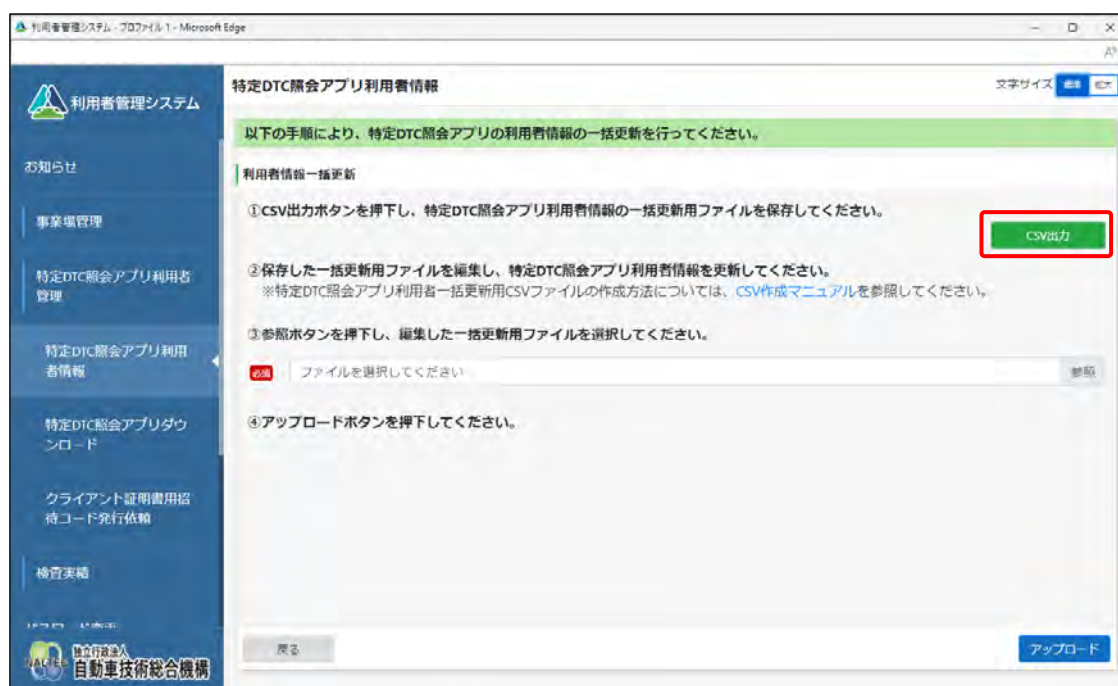 利用者管理システム - プロファイル 1 - Microsoft Edge
利用者管理システム
特定DTC照会アプリ利用者情報
文字サイズ 標準 拡大
以下の手順により、特定DTC照会アプリの利用者情報の一括更新を行ってください。
お知らせ
事業場管理
特定DTC照会アプリ利用者
管理
特定DTC照会アプリ利用
者情報
特定DTC照会アプリダウ
ンロード
クライアント証明書用招
待コード発行依頼
検査実績
利用者情報一括更新
①CSV出力ボタンを押下し、特定DTC照会アプリ利用者情報の一括更新用ファイルを保存してください。
CSV出力
②保存した一括更新用ファイルを編集し、特定DTC照会アプリ利用者情報を更新してください。
※特定DTC照会アプリ利用者一括更新用CSVファイルの作成方法については、CSV作成マニュアルを参照してください。
③参照ボタンを押下し、編集した一括更新用ファイルを選択してください。
必須 ファイルを選択してください 参照
④アップロードボタンを押下してください。
戻る
アップロード
独立行政法人
自動車技術総合機構